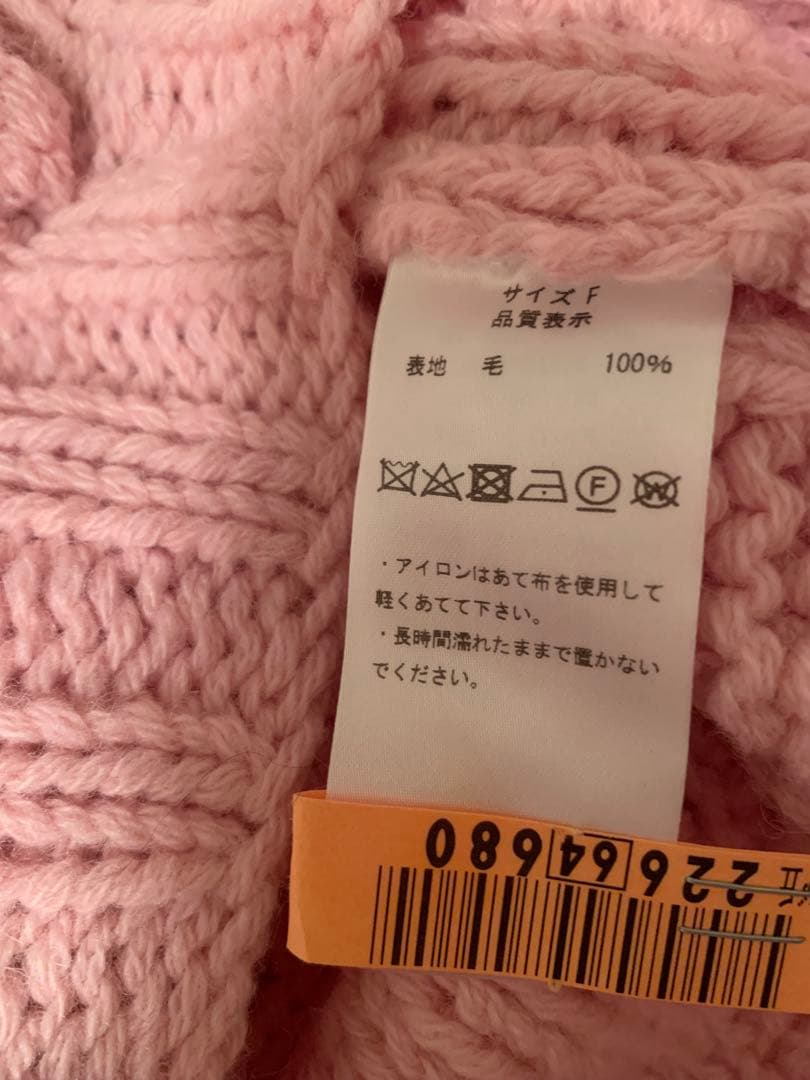 サイズ F
品質表示
表地 毛 100%
F W
・アイロンはあて布を使用して
軽くあてて下さい。
・長時間濡れたままで置かない
でください。
22664680